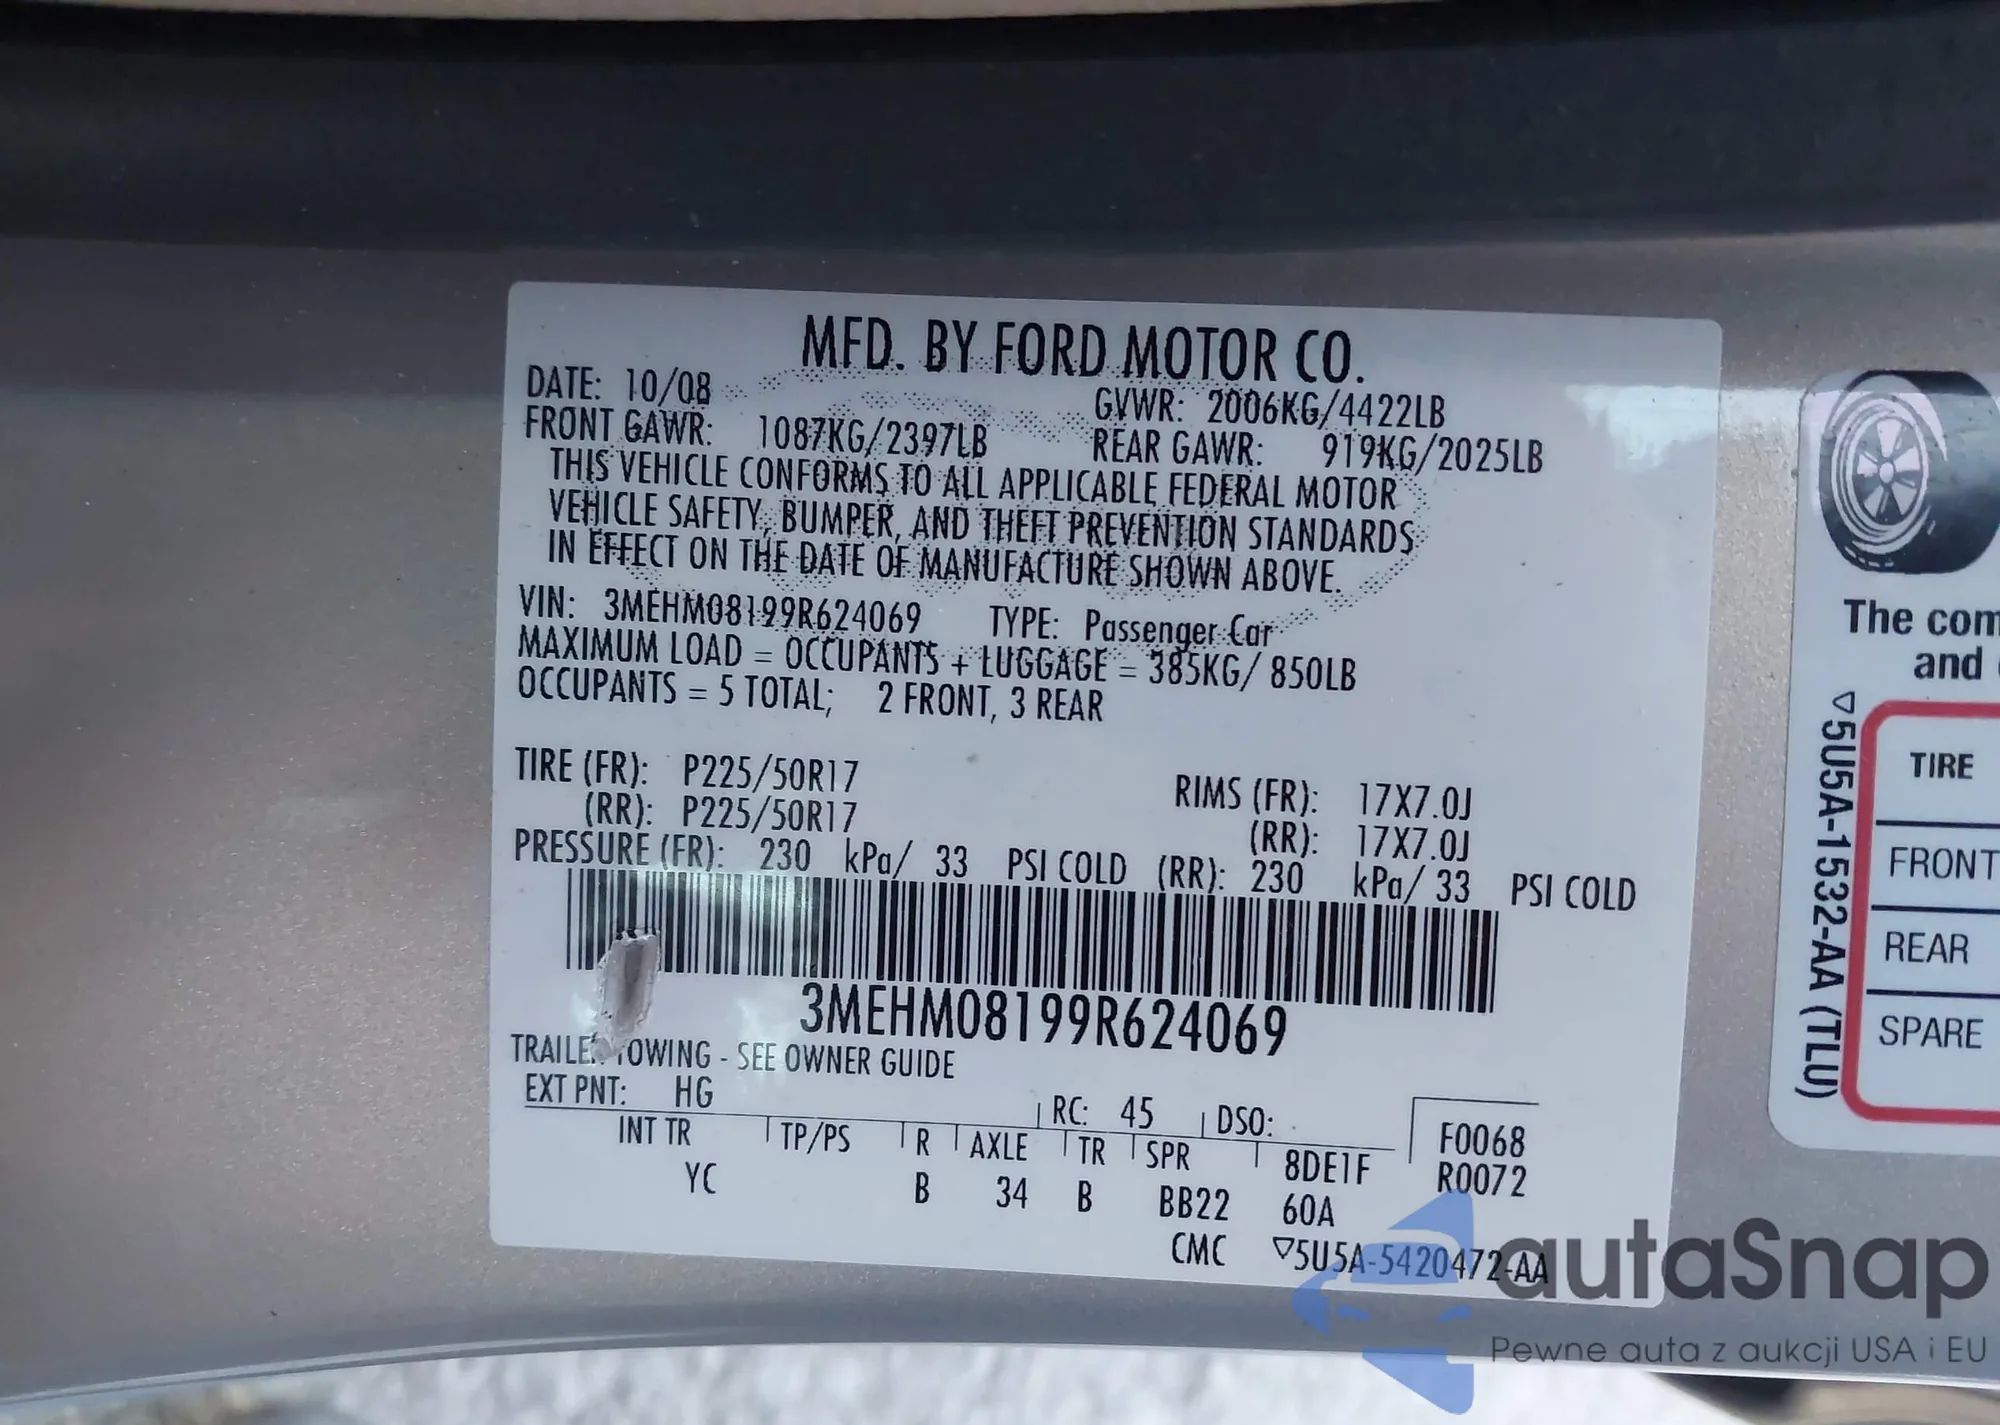 MFD. BY FORD MOTOR CO.
DATE: 10/08 GVWR: 2006KG/4422LB
FRONT GAWR: 1087KG/2397LB REAR GAWR: 919KG/2025LB
THIS VEHICLE CONFORMS TO ALL APPLICABLE FEDERAL MOTOR
VEHICLE SAFETY, BUMPER, AND THEFT PREVENTION STANDARDS
IN EFFECT ON THE DATE OF MANUFACTURE SHOWN ABOVE.
VIN: 3MEHM08199R624069 TYPE: Passenger Car
MAXIMUM LOAD = OCCUPANTS + LUGGAGE = 385KG/ 850LB
OCCUPANTS = 5 TOTAL; 2 FRONT, 3 REAR
TIRE (FR): P225/50R17 RIMS (FR): 17X7.0J
(RR): P225/50R17 (RR): 17X7.0J
PRESSURE (FR): 230 kPa/ 33 PSI COLD (RR): 230 kPa/ 33 PSI COLD
3MEHM08199R624069
TRAILER TOWING - SEE OWNER GUIDE
EXT PNT: HG RC: 45 DSO: F0068
INT TR TP/PS R AXLE TR SPR 8DE1F R0072
YC B 34 B BB22 60A
CMC ▽5U5A-5420472-AA
The com
and
▽5U5A-1532-AA (TLU)
TIRE
FRONT
REAR
SPARE
autaSnap
Pewne auta z aukcji USA i EU